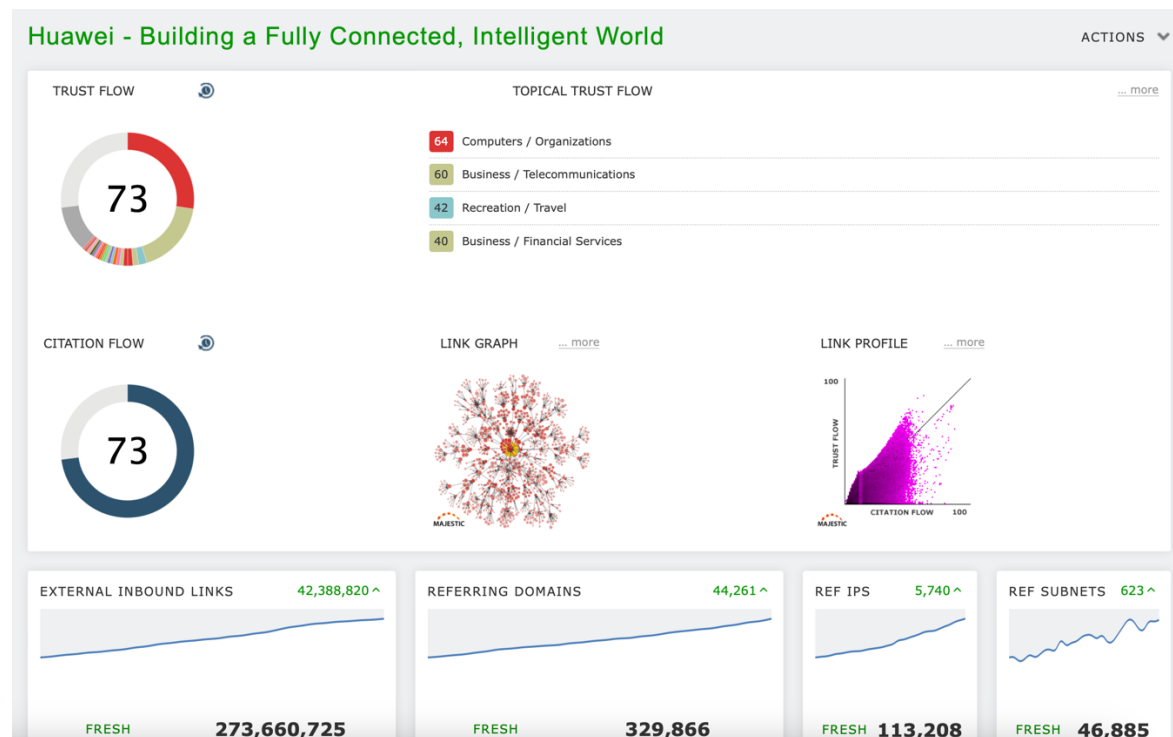 Huawei - Building a Fully Connected, Intelligent World
ACTIONS
TRUST FLOW
TOPICAL TRUST FLOW
... more
73
64 Computers / Organizations
60 Business / Telecommunications
42 Recreation / Travel
40 Business / Financial Services
CITATION FLOW
LINK GRAPH ... more
LINK PROFILE ... more
73
MAJESTIC
100
TRUST FLOW
CITATION FLOW 100
MAJESTIC
EXTERNAL INBOUND LINKS 42,388,820
FRESH 273,660,725
REFERRING DOMAINS 44,261
FRESH 329,866
REF IPS 5,740
FRESH 113,208
REF SUBNETS 623
FRESH 46,885